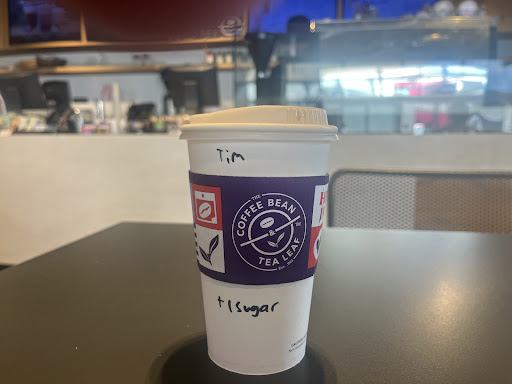 Tim
THE
COFFEE BEAN
&
TEA LEAF
+1 sugar